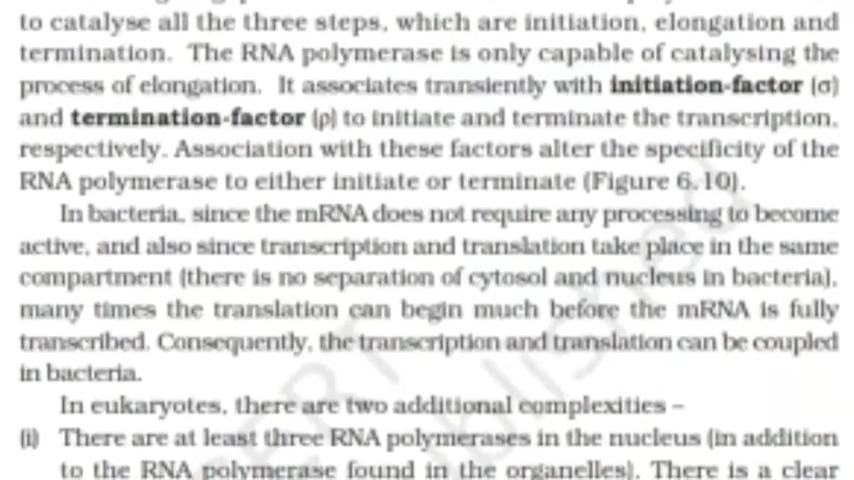 to catalyse all the three steps, which are initiation, elongation and
termination. The RNA polymerase is only capable of catalysing the
process of elongation. It associates transiently with initiation-factor (σ)
and termination-factor (ρ) to initiate and terminate the transcription,
respectively. Association with these factors alter the specificity of the
RNA polymerase to either initiate or terminate (Figure 6.10).
In bacteria, since the mRNA does not require any processing to become
active, and also since transcription and translation take place in the same
compartment (there is no separation of cytosol and nucleus in bacteria),
many times the translation can begin much before the mRNA is fully
transcribed. Consequently, the transcription and translation can be coupled
in bacteria.
In eukaryotes, there are two additional complexities –
(i) There are at least three RNA polymerases in the nucleus (in addition
to the RNA polymerase found in the organelles). There is a clear